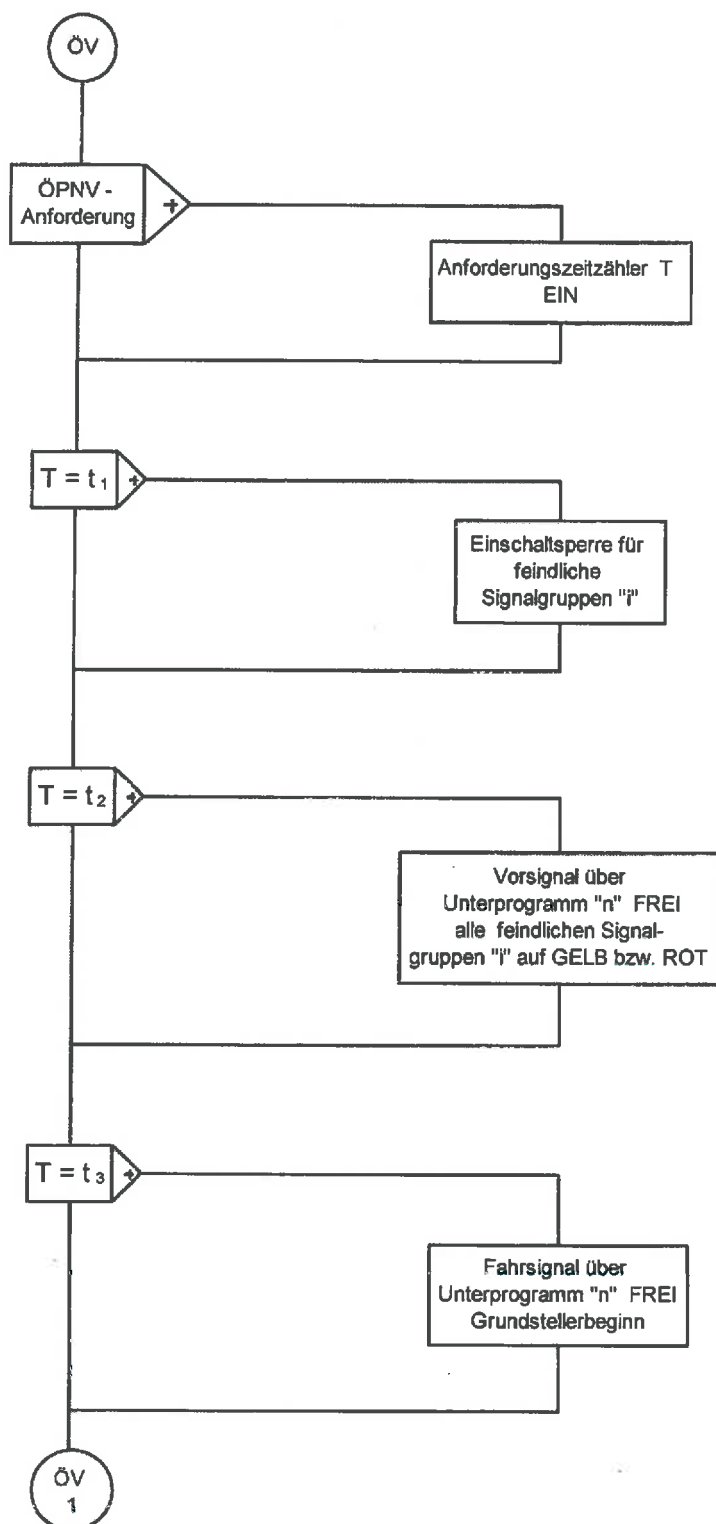 ÖV
ÖPNV -
Anforderung
+
Anforderungszeitzähler T
EIN
T = t₁
+
Einschaltsperre für
feindliche
Signalgruppen "i"
T = t₂
+
Vorsignal über
Unterprogramm "n" FREI
alle feindlichen Signal-
gruppen "i" auf GELB bzw. ROT
T = t₃
+
Fahrsignal über
Unterprogramm "n" FREI
Grundstellerbeginn
ÖV
1